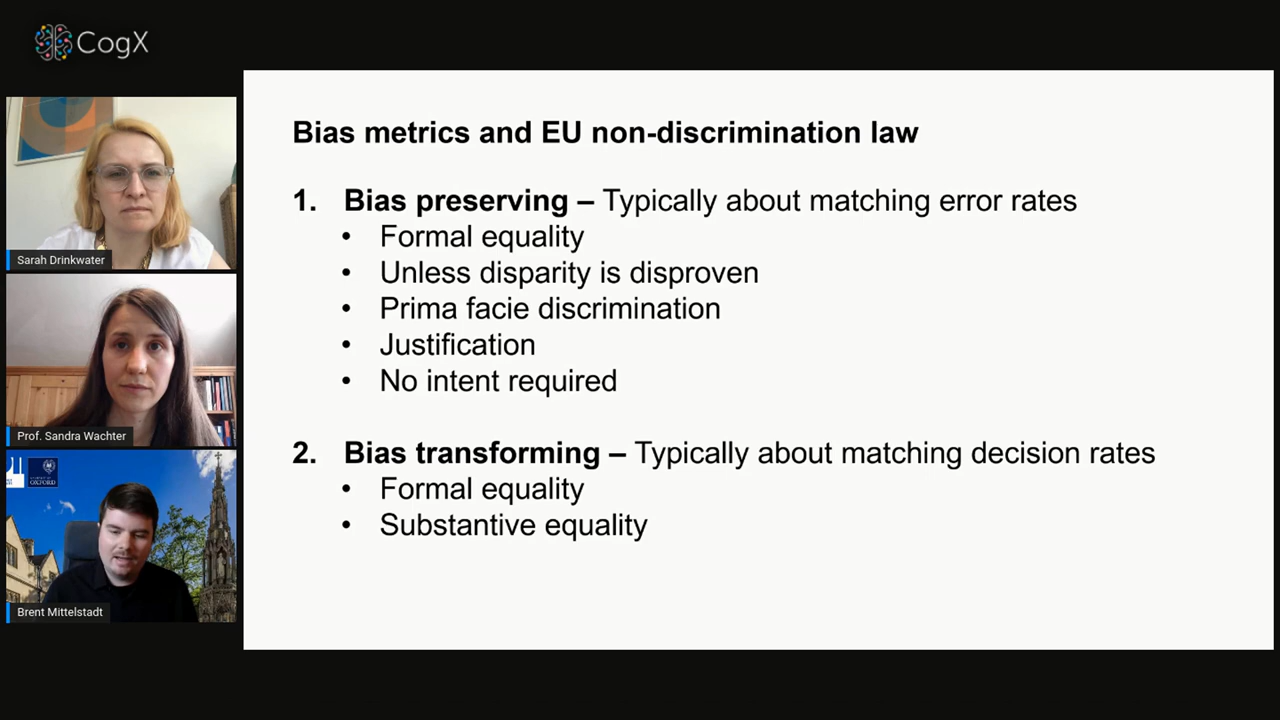 CogX
Sarah Drinkwater
Prof. Sandra Wachter
OXFORD
Brent Mittelstadt
Bias metrics and EU non-discrimination law
1. Bias preserving – Typically about matching error rates
• Formal equality
• Unless disparity is disproven
• Prima facie discrimination
• Justification
• No intent required
2. Bias transforming – Typically about matching decision rates
• Formal equality
• Substantive equality